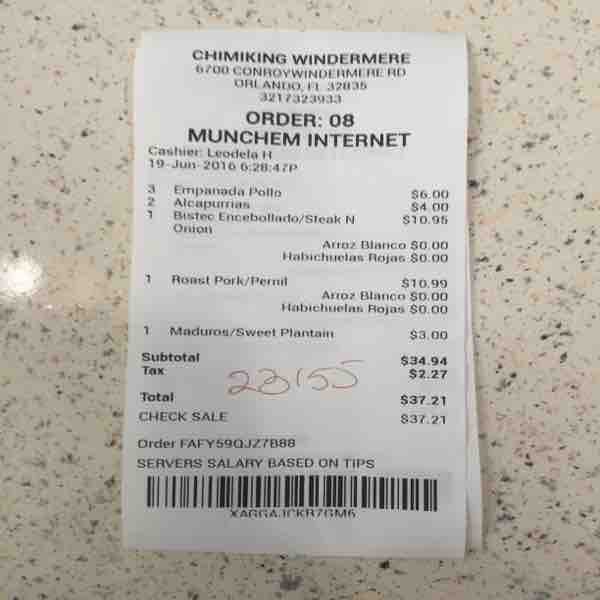 CHIMIKING WINDERMERE
6700 CONROYWINDERMERE RD
ORLANDO, FL 32835
3217323933
ORDER: 08
MUNCHEM INTERNET
Cashier: Leodela H
19-Jun-2016 6:28:47P
3 Empanada Pollo $6.00
2 Alcapurrias $4.00
1 Bistec Encebollado/Steak N $10.95
Onion
Arroz Blanco $0.00
Habichuelas Rojas $0.00
1 Roast Pork/Pernil $10.99
Arroz Blanco $0.00
Habichuelas Rojas $0.00
1 Maduros/Sweet Plantain $3.00
Subtotal $34.94
Tax $2.27
23155
Total $37.21
CHECK SALE $37.21
Order FAFY59QJZ7B88
SERVERS SALARY BASED ON TIPS
XAGGAJCKR7GM6